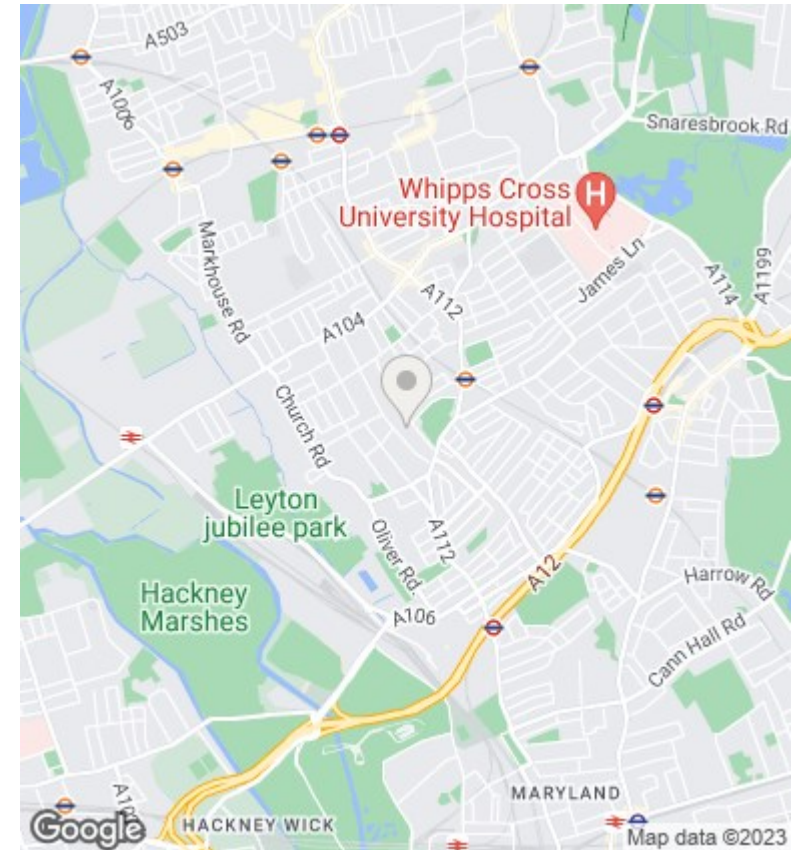 A503
A1006
Snaresbrook Rd
Whipps Cross
University Hospital
H
James Ln
A114
A1199
Markhouse Rd
A112
A104
Church Rd
Leyton
jubilee park
Oliver Rd.
A112
A12
Hackney
Marshes
A106
Harrow Rd
Cann Hall Rd
MARYLAND
HACKNEY WICK
Google
Map data ©2023